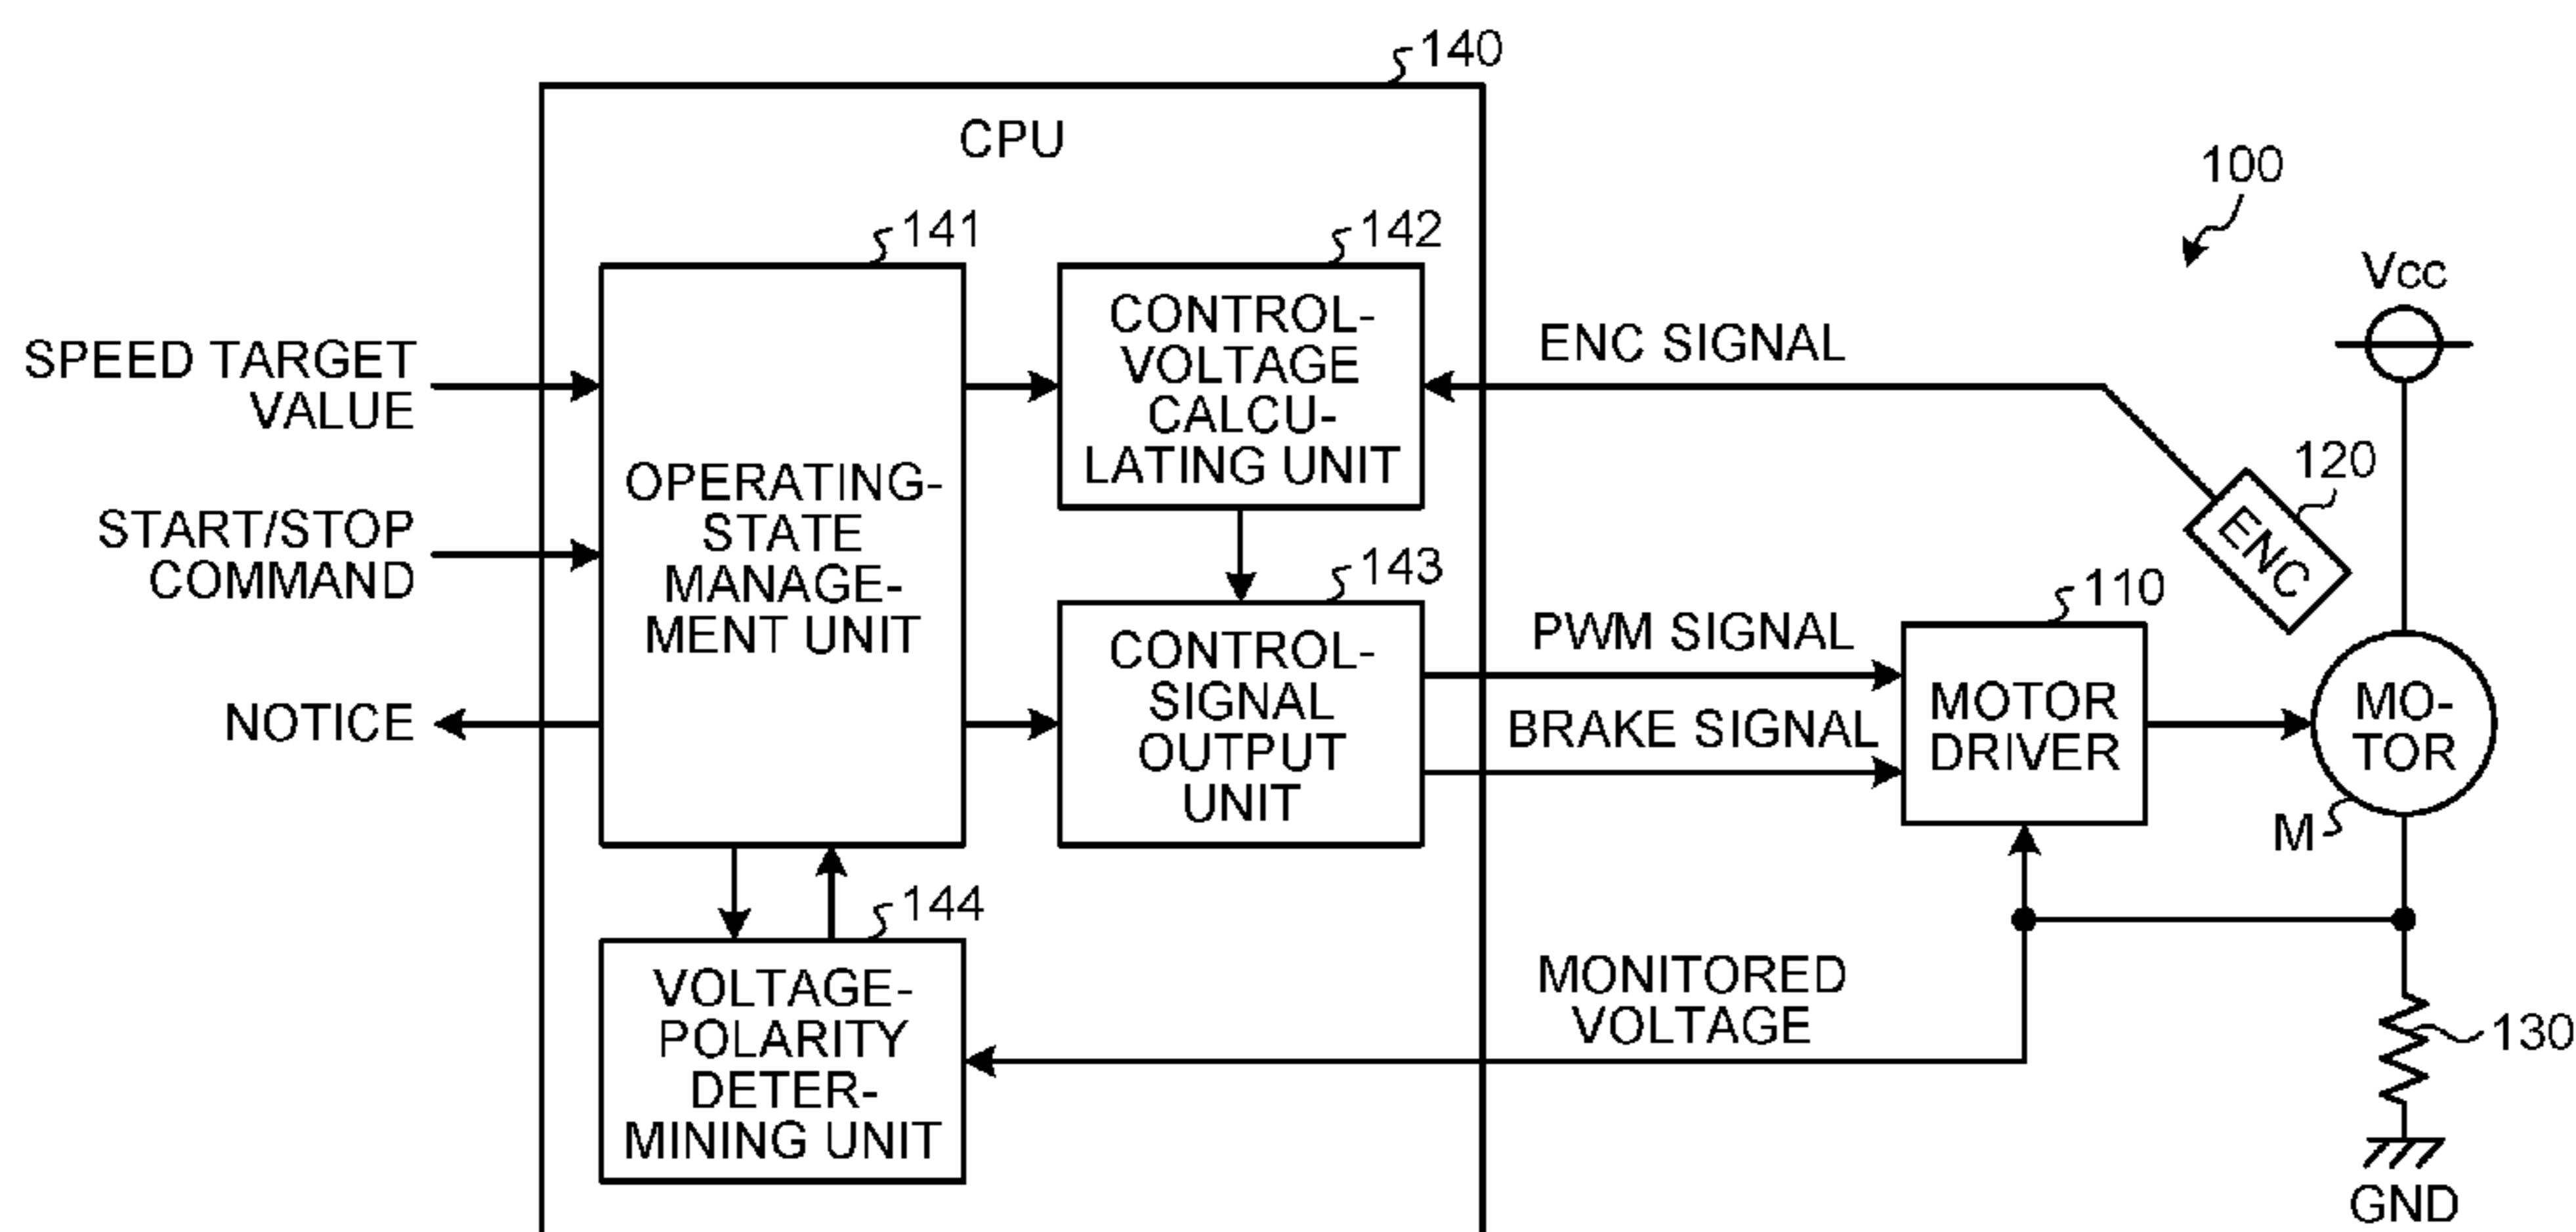 140
CPU
100
141
142
Vcc
SPEED TARGET
VALUE
START/STOP
COMMAND
NOTICE
OPERATING-
STATE
MANAGE-
MENT UNIT
CONTROL-
VOLTAGE
CALCU-
LATING UNIT
ENC SIGNAL
120
ENC
143
CONTROL-
SIGNAL
OUTPUT
UNIT
PWM SIGNAL
BRAKE SIGNAL
110
MOTOR
DRIVER
MO-
TOR
M
144
VOLTAGE-
POLARITY
DETER-
MINING UNIT
MONITORED
VOLTAGE
130
GND